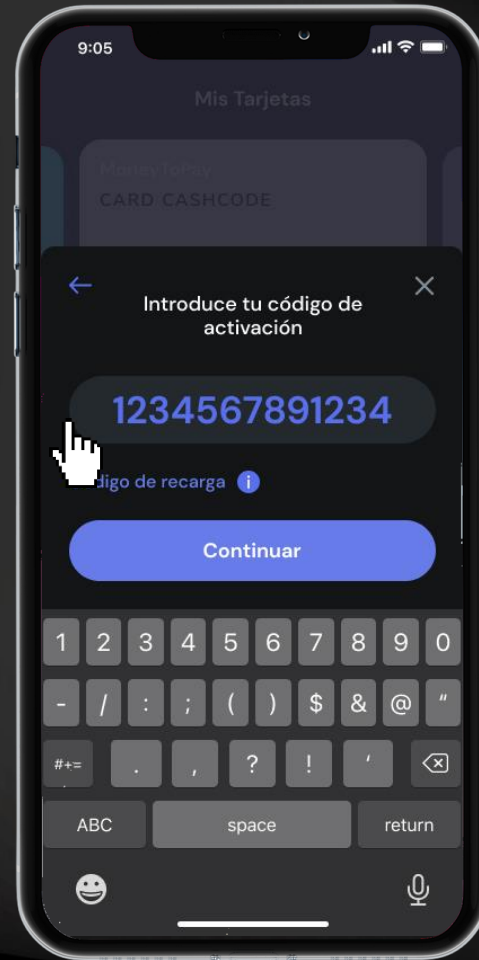 9:05
Mis Tarjetas
MoneyToPay
CARD CASHCODE
Introduce tu código de
activación
1234567891234
digo de recarga i
Continuar
1 2 3 4 5 6 7 8 9 0
- / : ; ( ) $ & @ "
#+= . , ? ! '
ABC space return